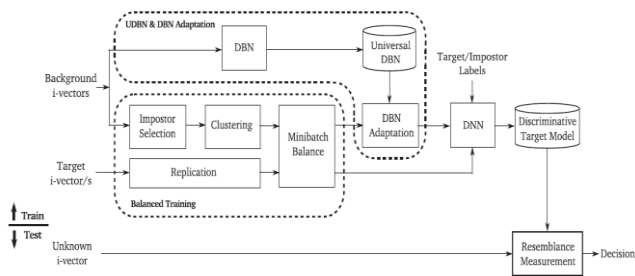 UDBN & DBN Adaptation
DBN
Universal
DBN
Target/Impostor
Labels
Background
i-vectors
Impostor
Selection
Clustering
Minibatch
Balance
DBN
Adaptation
DNN
Discriminative
Target Model
Target
i-vector/s
Replication
Balanced Training
Train
Test
Unknown
i-vector
Resemblance
Measurement
Decision